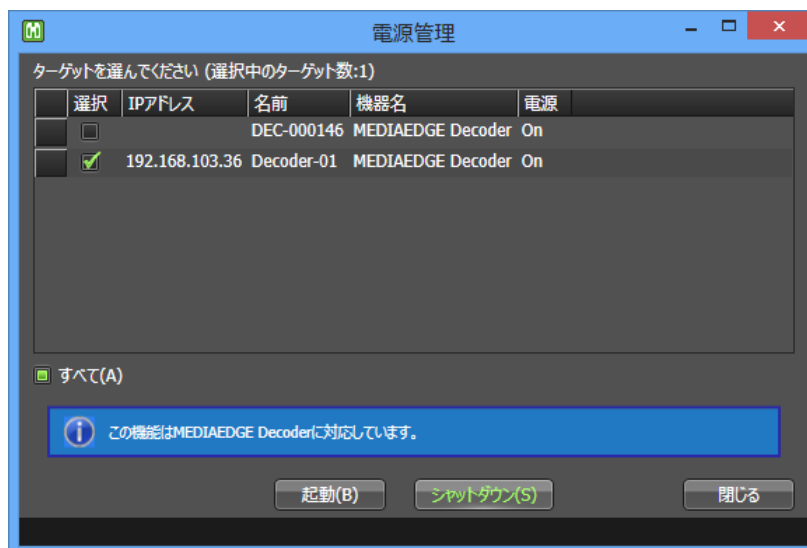 電源管理
ターゲットを選んでください (選択中のターゲット数:1)
選択 IPアドレス 名前 機器名 電源
DEC-000146 MEDIAEDGE Decoder On
192.168.103.36 Decoder-01 MEDIAEDGE Decoder On
すべて(A)
この機能はMEDIAEDGE Decoderに対応しています。
起動(B) シャットダウン(S) 閉じる